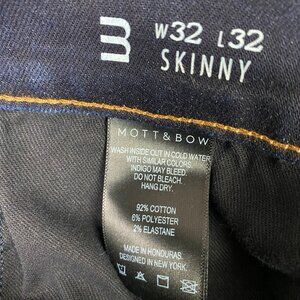 W32 L32
SKINNY
MOTT & BOW
WASH INSIDE OUT IN COLD WATER
WITH SIMILAR COLORS.
INDIGO MAY BLEED.
DO NOT BLEACH.
HANG DRY.
92% COTTON
6% POLYESTER
2% ELASTANE
MADE IN HONDURAS.
DESIGNED IN NEW YORK.